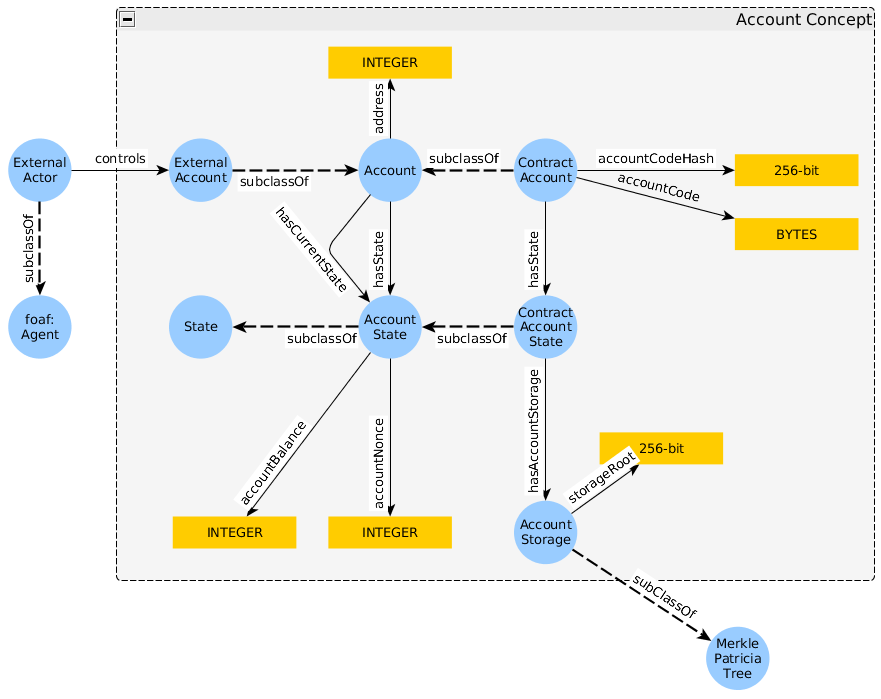 Account Concept
INTEGER
address
External
Actor
controls
External
Account
subclassOf
Account
subclassOf
Contract
Account
accountCodeHash
256-bit
accountCode
BYTES
subclassOf
hasCurrentState
hasState
hasState
foaf:
Agent
State
subclassOf
Account
State
subclassOf
Contract
Account
State
accountBalance
accountNonce
hasAccountStorage
256-bit
storageRoot
INTEGER
INTEGER
Account
Storage
subClassOf
Merkle
Patricia
Tree